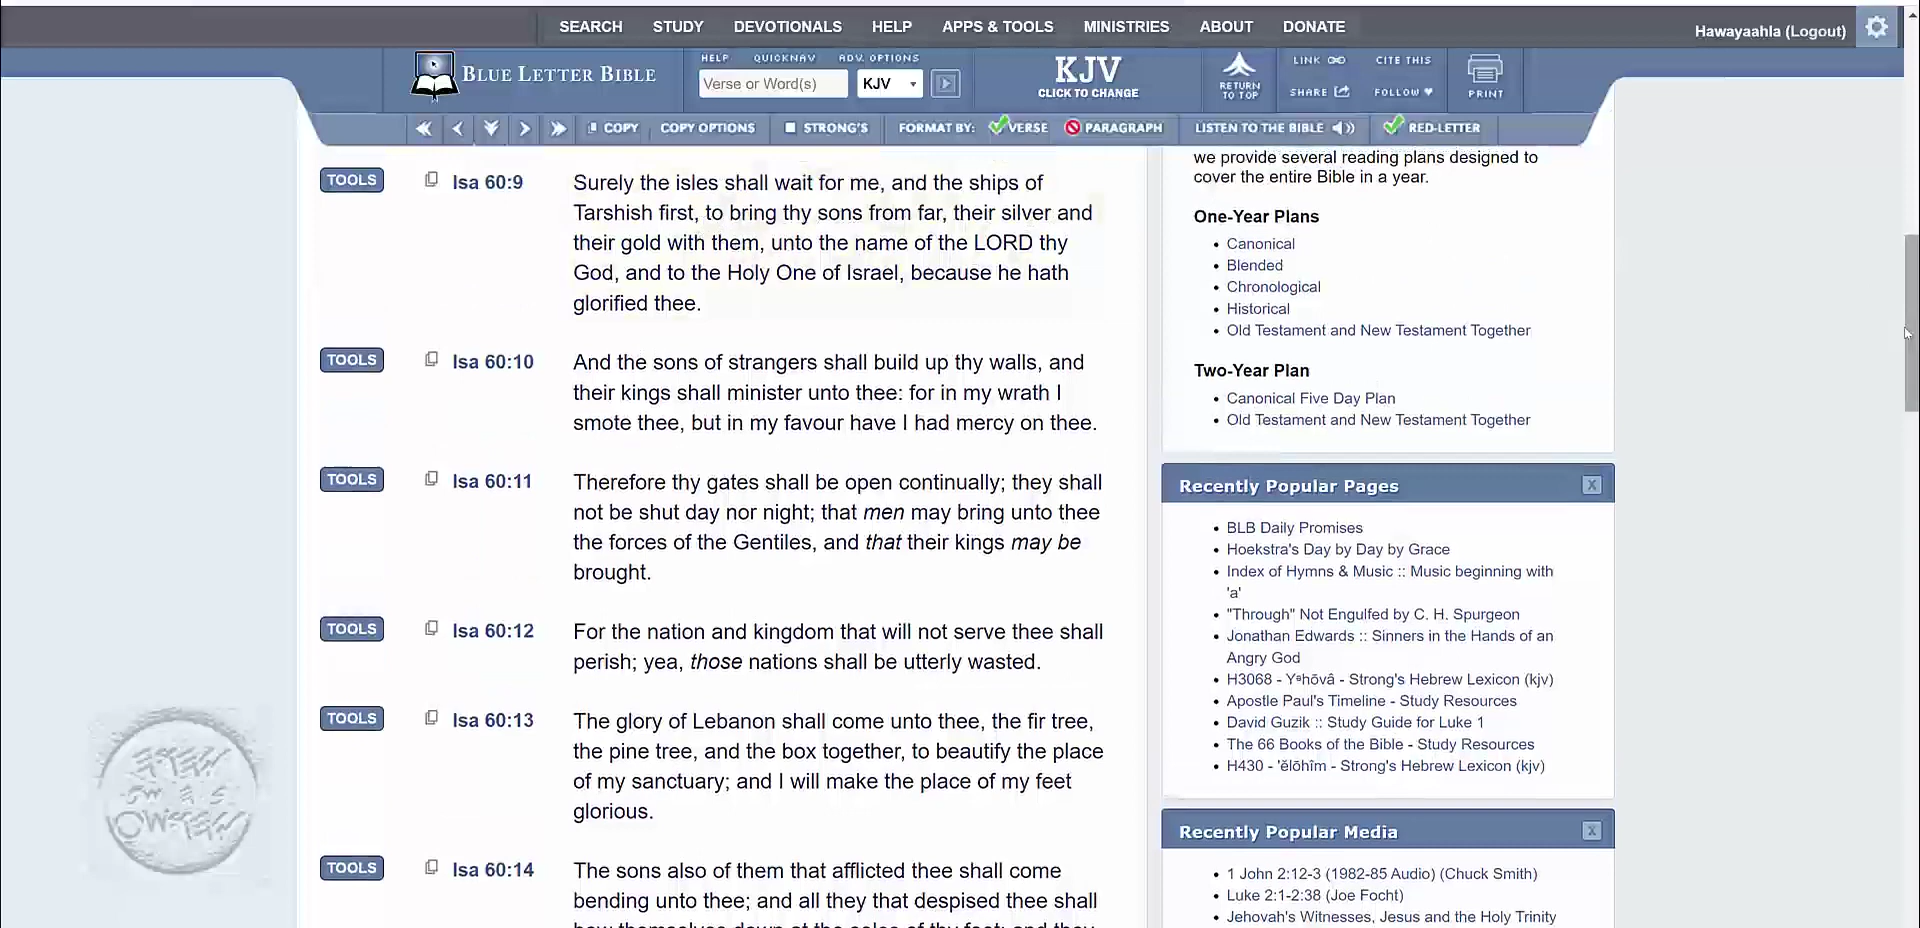 SEARCH STUDY DEVOTIONALS HELP APPS & TOOLS MINISTRIES ABOUT DONATE
Hawayaahla (Logout)
BLUE LETTER BIBLE
HELP QUICKNAV ADV. OPTIONS
Verse or Word(s) KJV
KJV
CLICK TO CHANGE
RETURN
TO TOP
LINK CITE THIS
SHARE FOLLOW
PRINT
COPY COPY OPTIONS STRONG'S FORMAT BY: VERSE PARAGRAPH LISTEN TO THE BIBLE RED-LETTER
TOOLS Isa 60:9 Surely the isles shall wait for me, and the ships of
Tarshish first, to bring thy sons from far, their silver and
their gold with them, unto the name of the LORD thy
God, and to the Holy One of Israel, because he hath
glorified thee.
TOOLS Isa 60:10 And the sons of strangers shall build up thy walls, and
their kings shall minister unto thee: for in my wrath I
smote thee, but in my favour have I had mercy on thee.
TOOLS Isa 60:11 Therefore thy gates shall be open continually; they shall
not be shut day nor night; that men may bring unto thee
the forces of the Gentiles, and that their kings may be
brought.
TOOLS Isa 60:12 For the nation and kingdom that will not serve thee shall
perish; yea, those nations shall be utterly wasted.
TOOLS Isa 60:13 The glory of Lebanon shall come unto thee, the fir tree,
the pine tree, and the box together, to beautify the place
of my sanctuary; and I will make the place of my feet
glorious.
TOOLS Isa 60:14 The sons also of them that afflicted thee shall come
bending unto thee; and all they that despised thee shall
bow themselves down at the soles of thy feet; and they
we provide several reading plans designed to
cover the entire Bible in a year.
One-Year Plans
Canonical
Blended
Chronological
Historical
Old Testament and New Testament Together
Two-Year Plan
Canonical Five Day Plan
Old Testament and New Testament Together
Recently Popular Pages X
BLB Daily Promises
Hoekstra's Day by Day by Grace
Index of Hymns & Music :: Music beginning with
'a'
"Through" Not Engulfed by C. H. Spurgeon
Jonathan Edwards :: Sinners in the Hands of an
Angry God
H3068 - Yᵊhōvâ - Strong's Hebrew Lexicon (kjv)
Apostle Paul's Timeline - Study Resources
David Guzik :: Study Guide for Luke 1
The 66 Books of the Bible - Study Resources
H430 - 'ĕlōhîm - Strong's Hebrew Lexicon (kjv)
Recently Popular Media X
1 John 2:12-3 (1982-85 Audio) (Chuck Smith)
Luke 2:1-2:38 (Joe Focht)
Jehovah's Witnesses, Jesus and the Holy Trinity